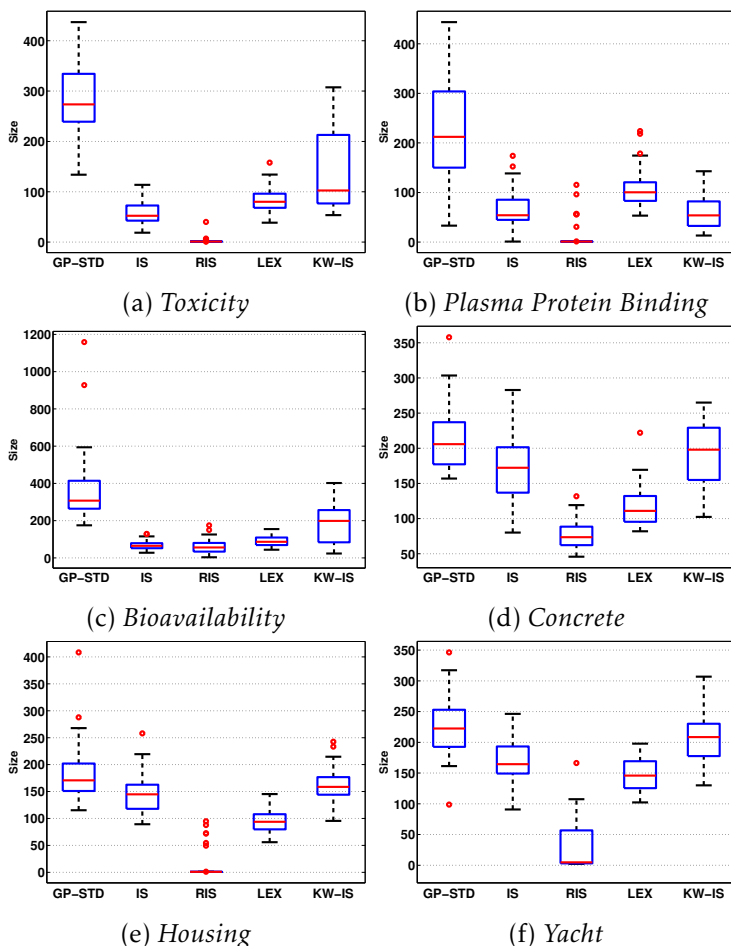 400
300
200
100
0
Size
GP−STD IS RIS LEX KW−IS
(a) Toxicity
400
300
200
100
0
Size
GP−STD IS RIS LEX KW−IS
(b) Plasma Protein Binding
1200
1000
800
600
400
200
0
Size
GP−STD IS RIS LEX KW−IS
(c) Bioavailability
350
300
250
200
150
100
50
Size
GP−STD IS RIS LEX KW−IS
(d) Concrete
400
350
300
250
200
150
100
50
0
Size
GP−STD IS RIS LEX KW−IS
(e) Housing
350
300
250
200
150
100
50
0
Size
GP−STD IS RIS LEX KW−IS
(f) Yacht